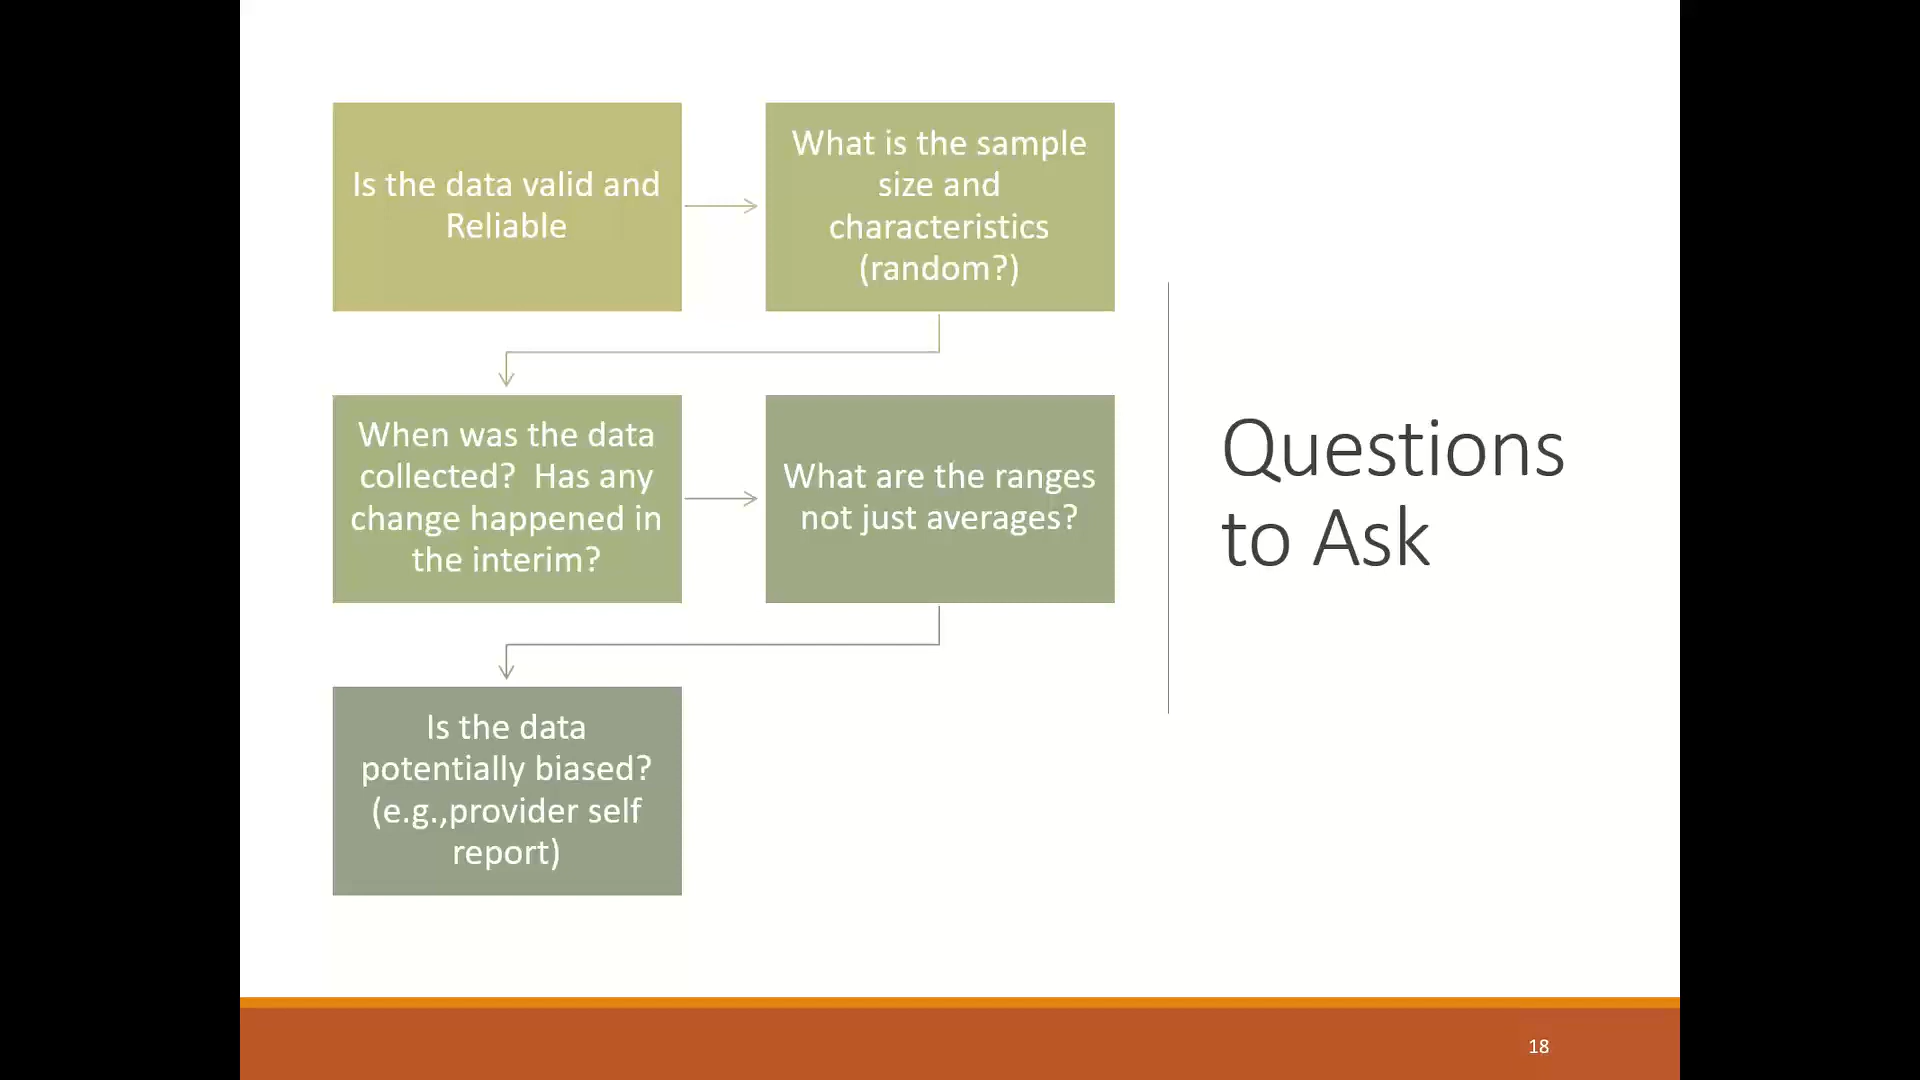 Is the data valid and
Reliable
What is the sample
size and
characteristics
(random?)
When was the data
collected?  Has any
change happened in
the interim?
What are the ranges
not just averages?
Is the data
potentially biased?
(e.g.,provider self
report)
Questions
to Ask
18